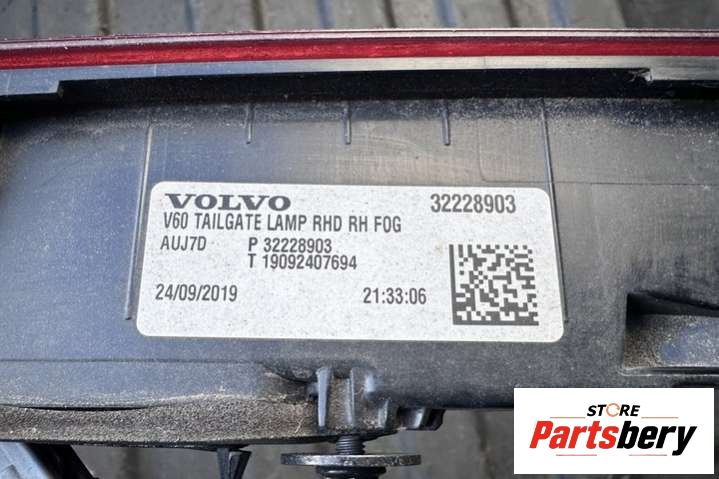 VOLVO 32228903
V60 TAILGATE LAMP RHD RH FOG
AUJ7D P 32228903
T 19092407694
24/09/2019 21:33:06
STORE
Partsbery